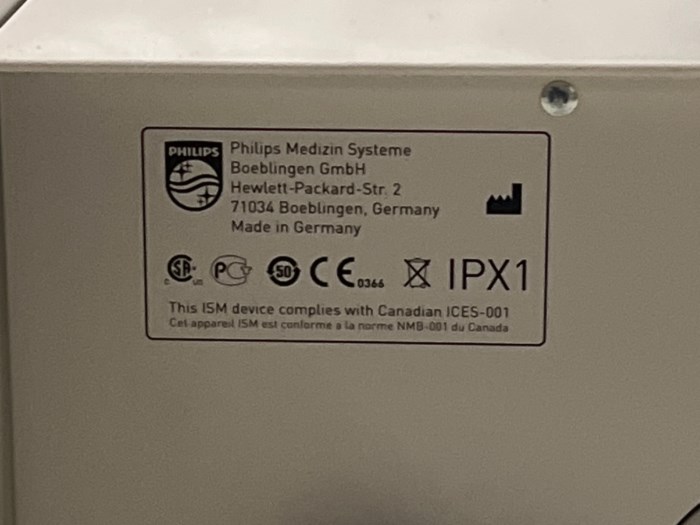 PHILIPS
Philips Medizin Systeme
Boeblingen GmbH
Hewlett-Packard-Str. 2
71034 Boeblingen, Germany
Made in Germany
50 CE 0366 IPX1
This ISM device complies with Canadian ICES-001
Cet appareil ISM est conforme a la norme NMB-001 du Canada